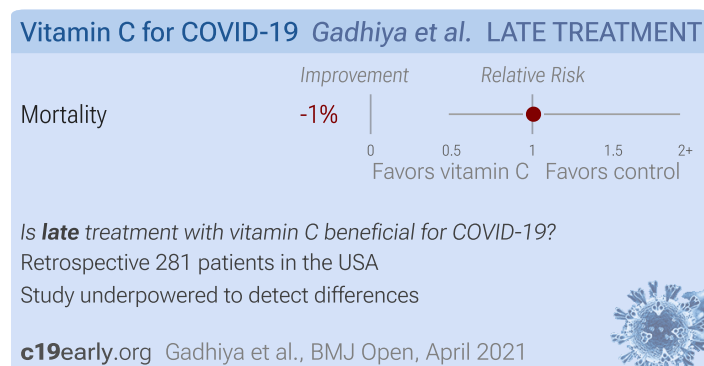 Vitamin C for COVID-19 Gadhiya et al. LATE TREATMENT
Improvement Relative Risk
Mortality -1%
0 0.5 1 1.5 2+
Favors vitamin C Favors control
Is late treatment with vitamin C beneficial for COVID-19?
Retrospective 281 patients in the USA
Study underpowered to detect differences
c19early.org Gadhiya et al., BMJ Open, April 2021